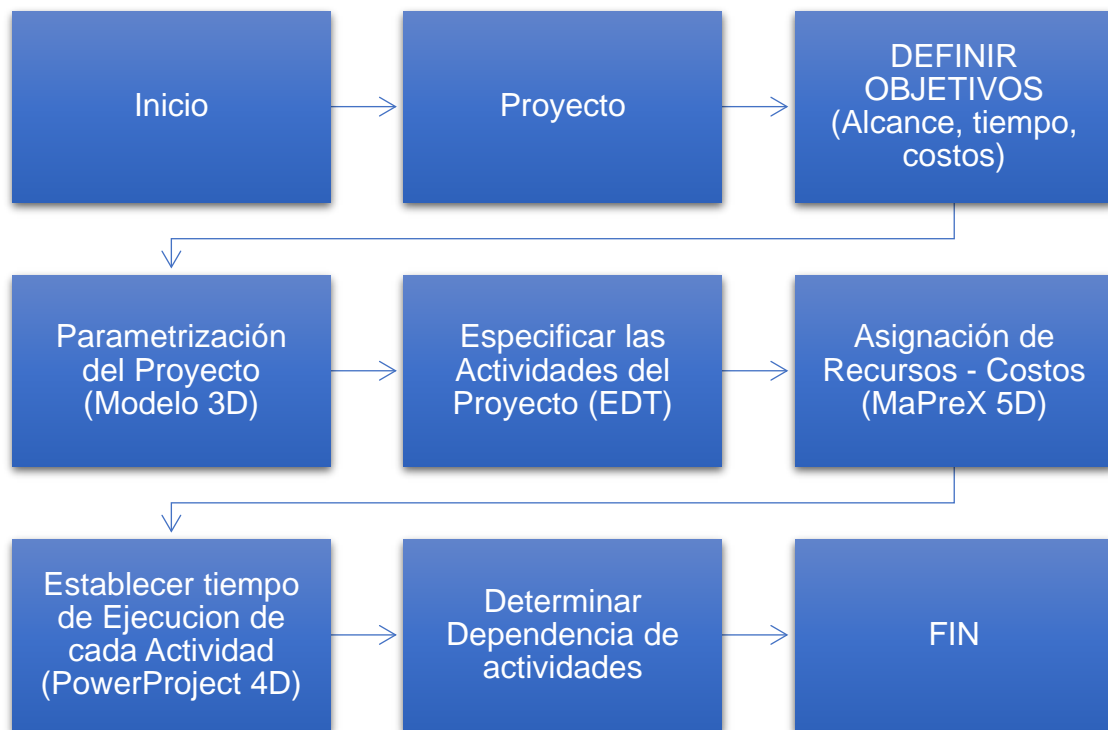 Inicio
Proyecto
DEFINIR
OBJETIVOS
(Alcance, tiempo,
costos)
Parametrización
del Proyecto
(Modelo 3D)
Especificar las
Actividades del
Proyecto (EDT)
Asignación de
Recursos - Costos
(MaPreX 5D)
Establecer tiempo
de Ejecucion de
cada Actividad
(PowerProject 4D)
Determinar
Dependencia de
actividades
FIN